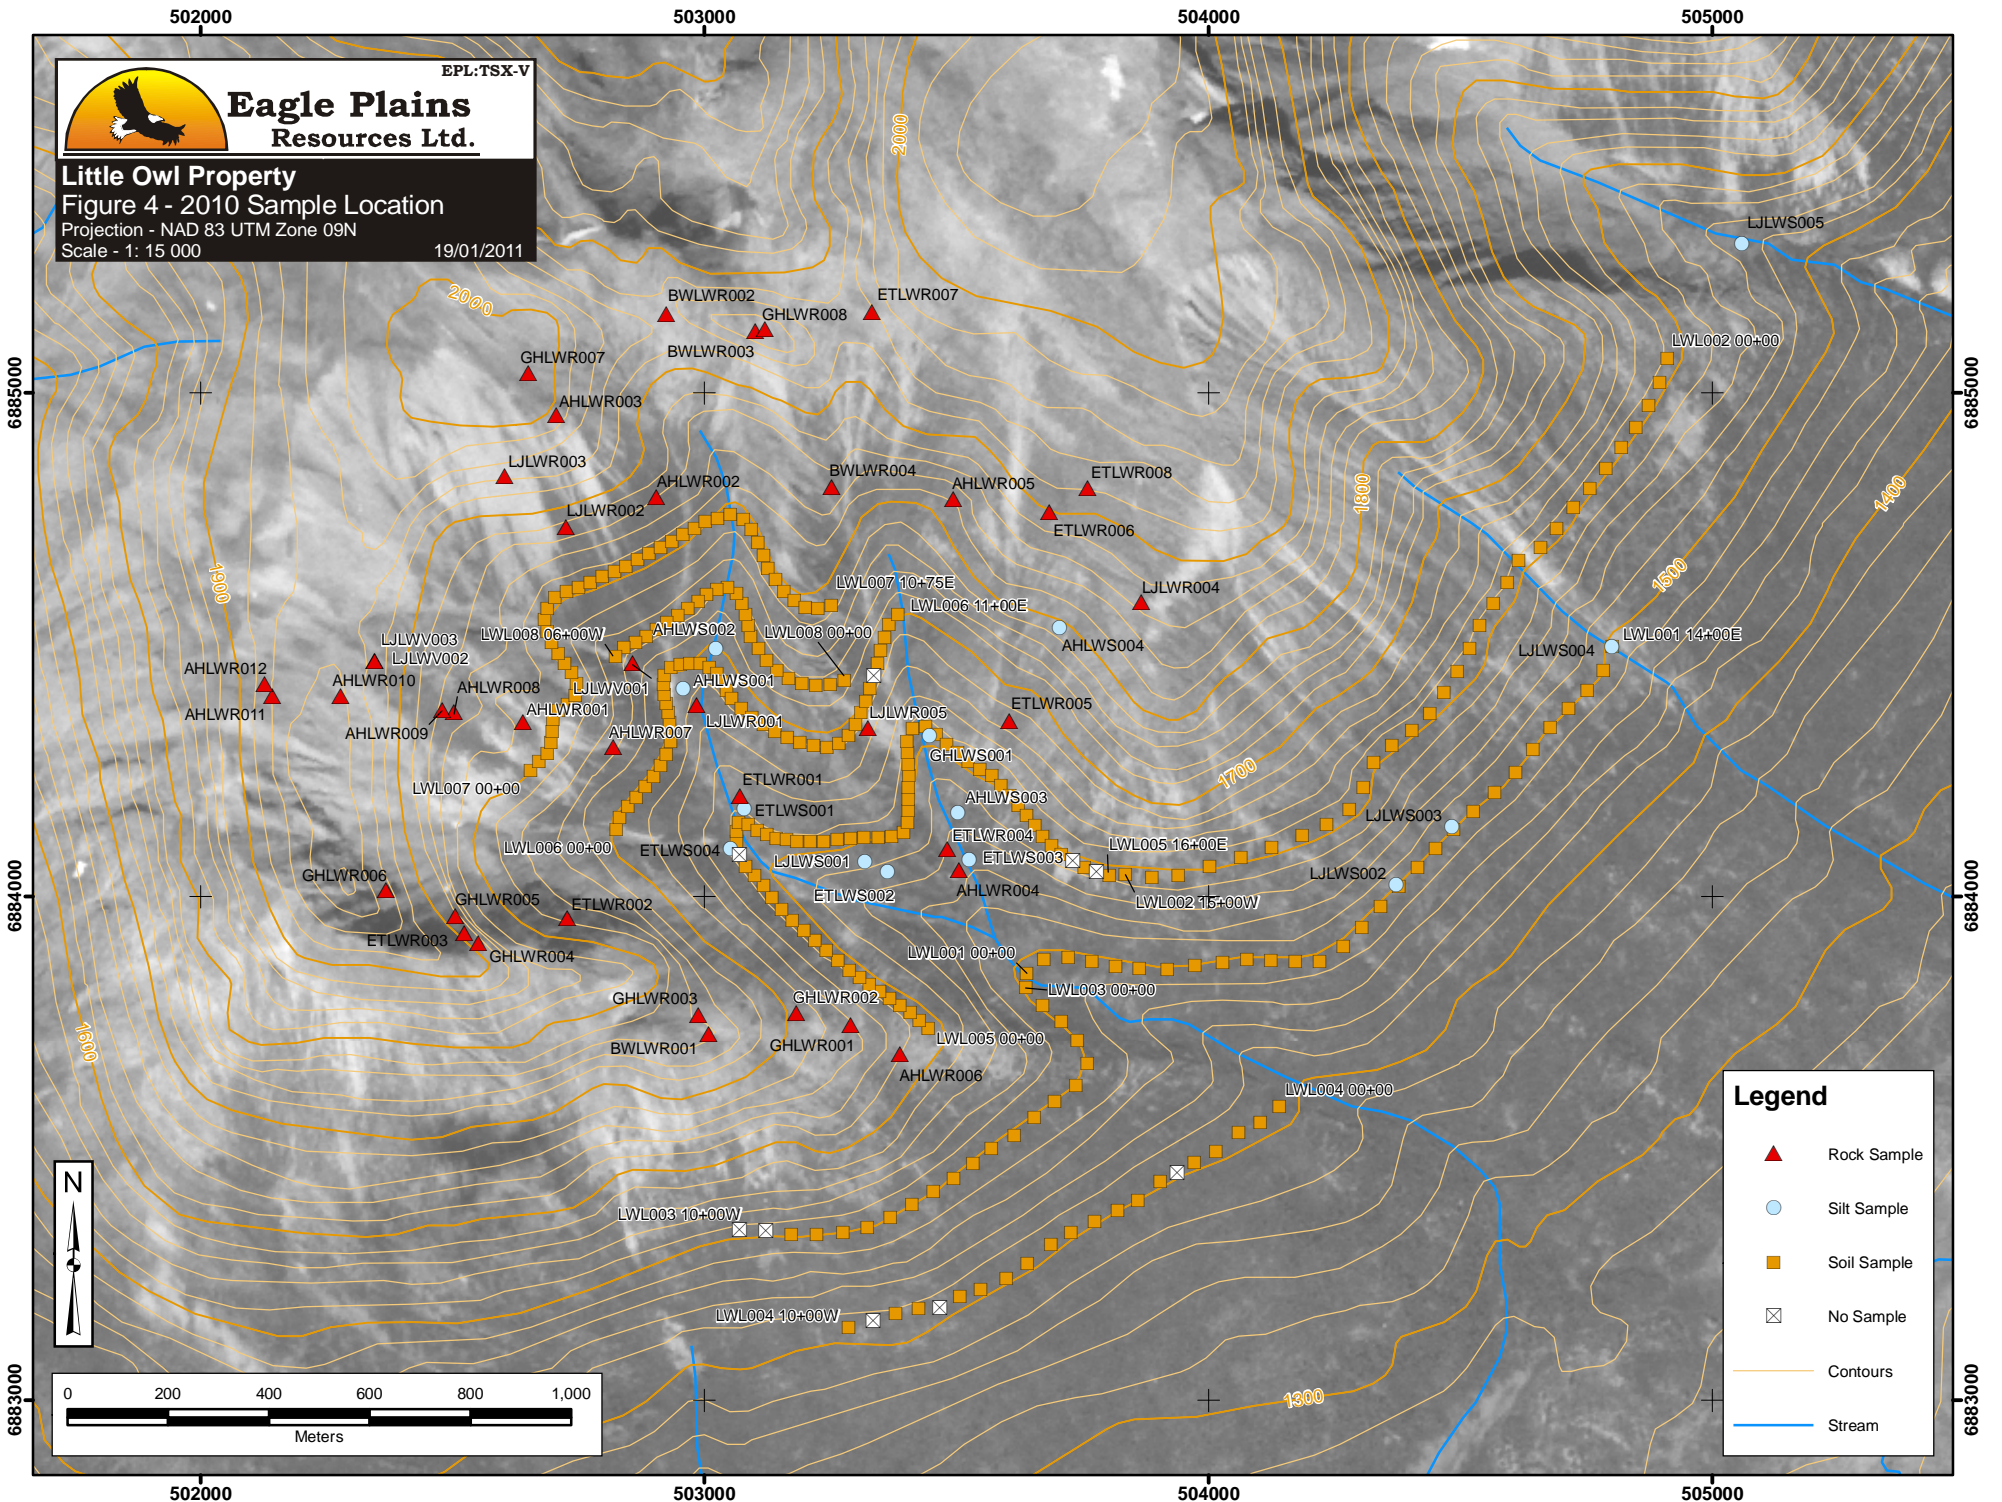 502000
503000
504000
505000
EPL:TSX-V
Eagle Plains
Resources Ltd.
Little Owl Property
Figure 4 - 2010 Sample Location
Projection - NAD 83 UTM Zone 09N
Scale - 1: 15 000
19/01/2011
2000
LJLWS005
2000
BWLWR002
ETLWR007
GHLWR008
BWLWR003
LWL002 00+00
GHLWR007
6885000
6885000
AHLWR003
LJLWR003
BWLWR004
ETLWR008
AHLWR002
AHLWR005
1800
1400
LJLWR002
ETLWR006
1900
LWL007 10+75E
1500
LJLWR004
LWL006 11+00E
LWL008 06+00W
AHLWS002
LWL008 00+00
LWL001 14+00E
LJLWV003
AHLWS004
LJLWS004
LJLWV002
AHLWR012
AHLWR010
AHLWS001
LJLWV001
AHLWR008
ETLWR005
AHLWR011
AHLWR001
LJLWR005
LJLWR001
AHLWR009
AHLWR007
GHLWS001
1700
ETLWR001
LWL007 00+00
AHLWS003
ETLWS001
LJLWS003
ETLWR004
LWL005 16+00E
LWL006 00+00
ETLWS004
ETLWS003
LJLWS001
GHLWR006
LJLWS002
AHLWR004
6884000
6884000
ETLWS002
GHLWR005
ETLWR002
LWL002 15+00W
ETLWR003
GHLWR004
LWL001 00+00
LWL003 00+00
GHLWR003
GHLWR002
1600
LWL005 00+00
BWLWR001
GHLWR001
AHLWR006
LWL004 00+00
Legend
Rock Sample
Silt Sample
Soil Sample
No Sample
Contours
Stream
N
LWL003 10+00W
LWL004 10+00W
1300
6883000
6883000
0 200 400 600 800 1,000
Meters
502000
503000
504000
505000